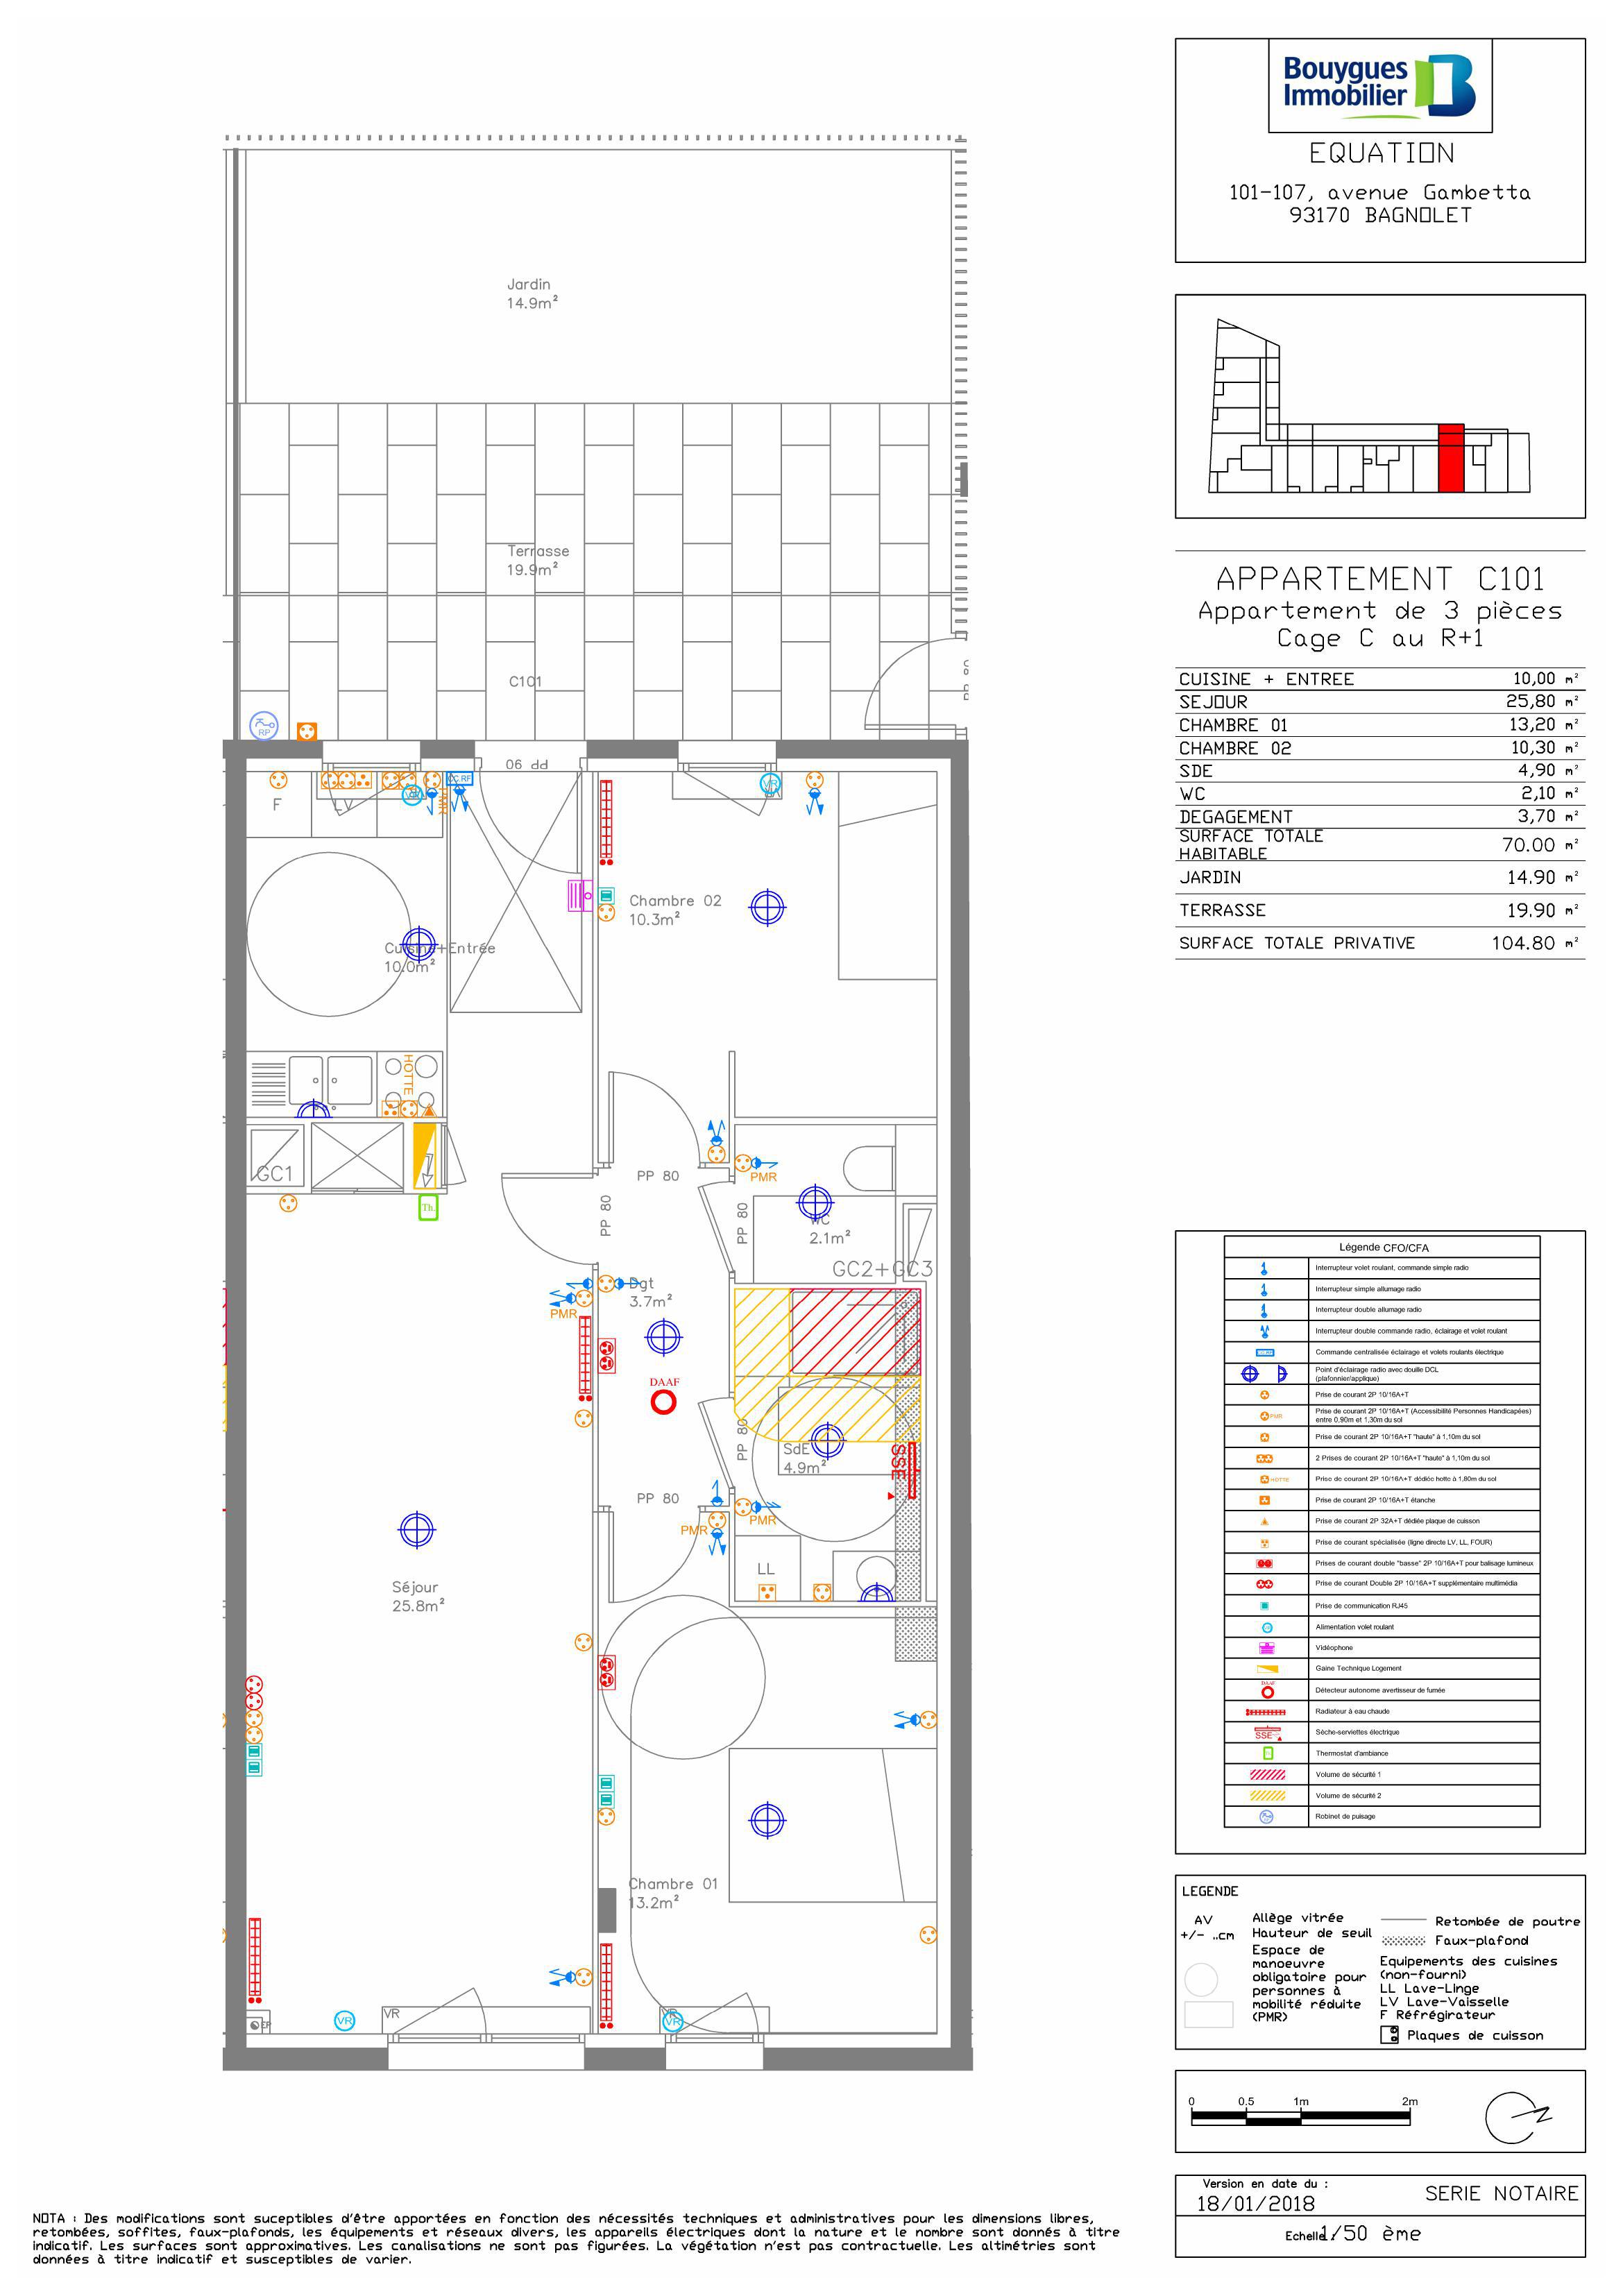 Bouygues
Immobilier
EQUATION
101-107, avenue Gambetta
93170 BAGNOLET
APPARTEMENT C101
Appartement de 3 pièces
Cage C au R+1
CUISINE + ENTREE 10,00 m²
SEJOUR 25,80 m²
CHAMBRE 01 13,20 m²
CHAMBRE 02 10,30 m²
SDE 4,90 m²
WC 2,10 m²
DEGAGEMENT 3,70 m²
SURFACE TOTALE
HABITABLE 70.00 m²
JARDIN 14.90 m²
TERRASSE 19.90 m²
SURFACE TOTALE PRIVATIVE 104.80 m²
Jardin
14.9m²
Terrasse
19.9m²
C101
RP
PP 90
F
LV
CC.RF
PMR
VR
Chambre 02
10.3m²
Cuisine+Entrée
10.0m²
HOTTE
GC1
Th.
PP 80
PP 80
PP 80
PMR
WC
2.1m²
GC2+GC3
Dgt
3.7m²
PMR
DAAF
PP 80
SdE
4.9m²
SSE
PP 80
PMR
PMR
LL
Séjour
25.8m²
Chambre 01
13.2m²
EP
VR
VR
VR
VR
Légende CFO/CFA
Interrupteur volet roulant, commande simple radio
Interrupteur simple allumage radio
Interrupteur double allumage radio
Interrupteur double commande radio, éclairage et volet roulant
Commande centralisée éclairage et volets roulants électrique
Point d'éclairage radio avec douille DCL
(plafonnier/applique)
Prise de courant 2P 10/16A+T
PMR
Prise de courant 2P 10/16A+T (Accessibilité Personnes Handicapées)
entre 0,90m et 1,30m du sol
Prise de courant 2P 10/16A+T "haute" à 1,10m du sol
2 Prises de courant 2P 10/16A+T "haute" à 1,10m du sol
HOTTE
Prise de courant 2P 10/16A+T dédiée hotte à 1,80m du sol
Prise de courant 2P 10/16A+T étanche
Prise de courant 2P 32A+T dédiée plaque de cuisson
Prise de courant spécialisée (ligne directe LV, LL, FOUR)
Prises de courant double "basse" 2P 10/16A+T pour balisage lumineux
Prise de courant Double 2P 10/16A+T supplémentaire multimédia
Prise de communication RJ45
Alimentation volet roulant
Vidéophone
Gaine Technique Logement
DAAF
Détecteur autonome avertisseur de fumée
Radiateur à eau chaude
SSE
Sèche-serviettes électrique
Thermostat d'ambiance
Volume de sécurité 1
Volume de sécurité 2
Robinet de puisage
LEGENDE
AV Allège vitrée
+/- ..cm Hauteur de seuil
Espace de
manoeuvre
obligatoire pour
personnes à
mobilité réduite
(PMR)
Retombée de poutre
Faux-plafond
Equipements des cuisines
(non-fourni)
LL Lave-Linge
LV Lave-Vaisselle
F Réfrigirateur
Plaques de cuisson
0 0.5 1m 2m
N
Version en date du :
18/01/2018
SERIE NOTAIRE
Echelle: 1/50 ème
NOTA : Des modifications sont suceptibles d'être apportées en fonction des nécessités techniques et administratives pour les dimensions libres,
retombées, soffites, faux-plafonds, les équipements et réseaux divers, les appareils électriques dont la nature et le nombre sont donnés à titre
indicatif. Les surfaces sont approximatives. Les canalisations ne sont pas figurées. La végétation n'est pas contractuelle. Les altimétries sont
données à titre indicatif et susceptibles de varier.